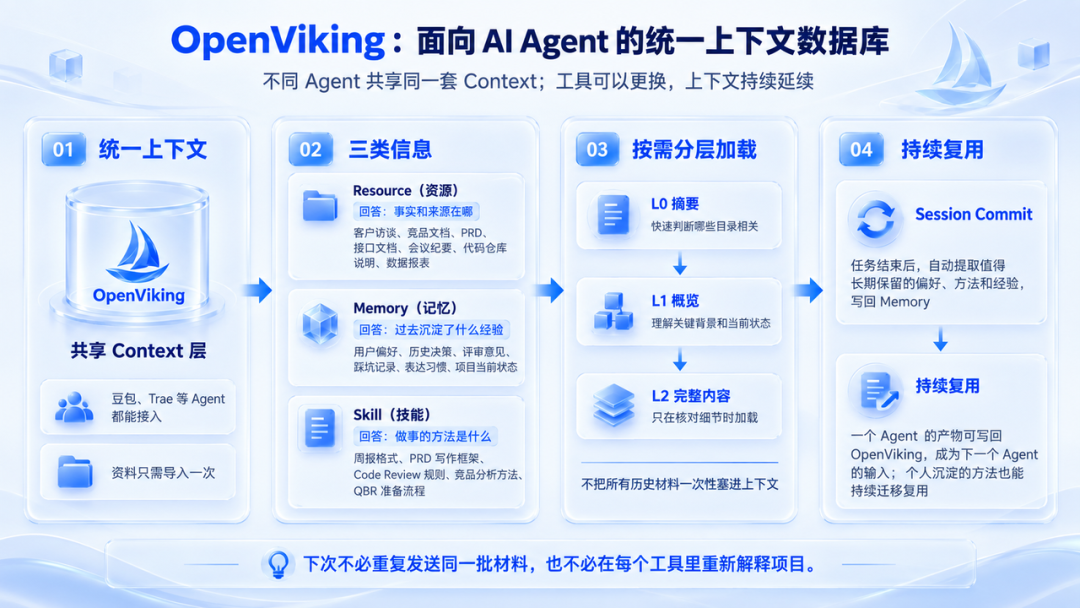 OpenViking：面向 AI Agent 的统一上下文数据库
不同 Agent 共享同一套 Context；工具可以更换，上下文持续延续
01 统一上下文
OpenViking
共享 Context 层
豆包、Trae 等 Agent
都能接入
资料只需导入一次
02 三类信息
Resource（资源）
回答：事实和来源在哪
客户访谈、竞品文档、PRD、
接口文档、会议纪要、代码仓库
说明、数据报表
Memory（记忆）
回答：过去沉淀了什么经验
用户偏好、历史决策、评审意见、
踩坑记录、表达习惯、项目当前状态
Skill（技能）
回答：做事的方法是什么
周报格式、PRD 写作框架、
Code Review 规则、竞品分析方法、
QBR 准备流程
03 按需分层加载
L0 摘要
快速判断哪些目录相关
L1 概览
理解关键背景和当前状态
L2 完整内容
只在核对细节时加载
不把所有历史材料一次性塞进上下文
04 持续复用
Session Commit
任务结束后，自动提取值得
长期保留的偏好、方法和经验，
写回 Memory
持续复用
一个 Agent 的产物可写回
OpenViking，成为下一个 Agent
的输入；个人沉淀的方法也能
持续迁移复用
下次不必重复发送同一批材料，也不必在每个工具里重新解释项目。